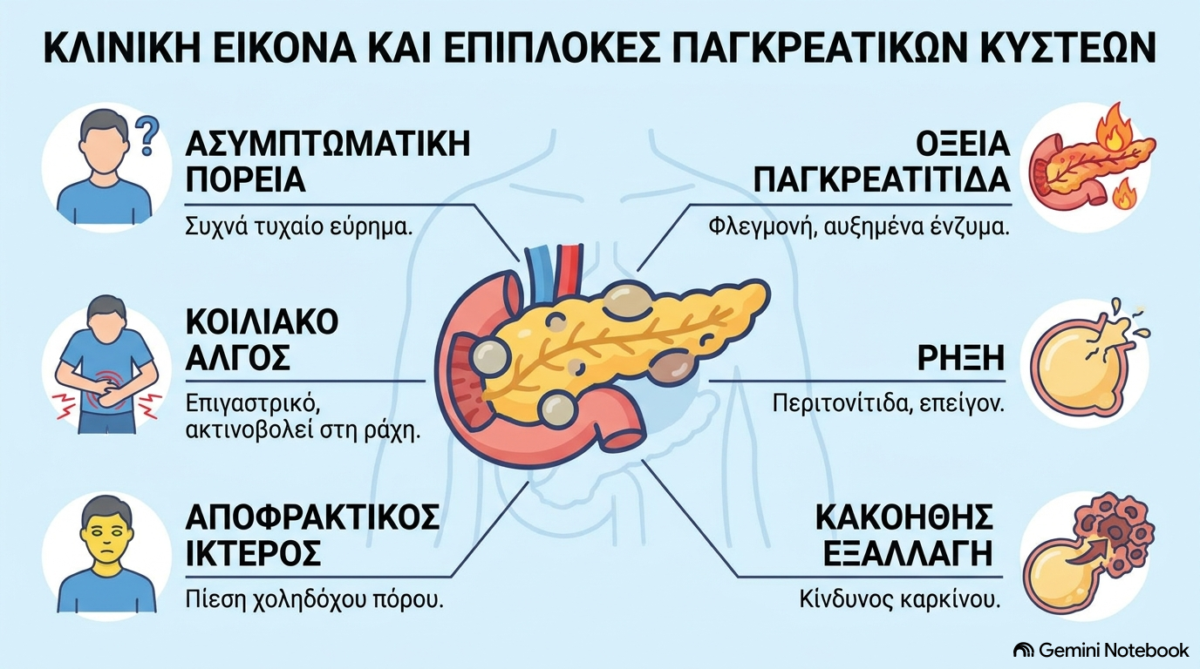 ΚΛΙΝΙΚΗ ΕΙΚΟΝΑ ΚΑΙ ΕΠΙΠΛΟΚΕΣ ΠΑΓΚΡΕΑΤΙΚΩΝ ΚΥΣΤΕΩΝ
?
ΑΣΥΜΠΤΩΜΑΤΙΚΗ
ΠΟΡΕΙΑ
Συχνά τυχαίο εύρημα.
ΚΟΙΛΙΑΚΟ
ΑΛΓΟΣ
Επιγαστρικό,
ακτινοβολεί στη ράχη.
ΑΠΟΦΡΑΚΤΙΚΟΣ
ΙΚΤΕΡΟΣ
Πίεση χοληδόχου πόρου.
ΟΞΕΙΑ
ΠΑΓΚΡΕΑΤΙΤΙΔΑ
Φλεγμονή, αυξημένα ένζυμα.
ΡΗΞΗ
Περιτονίτιδα, επείγον.
ΚΑΚΟΗΘΗΣ
ΕΞΑΛΛΑΓΗ
Κίνδυνος καρκίνου.
Gemini Notebook